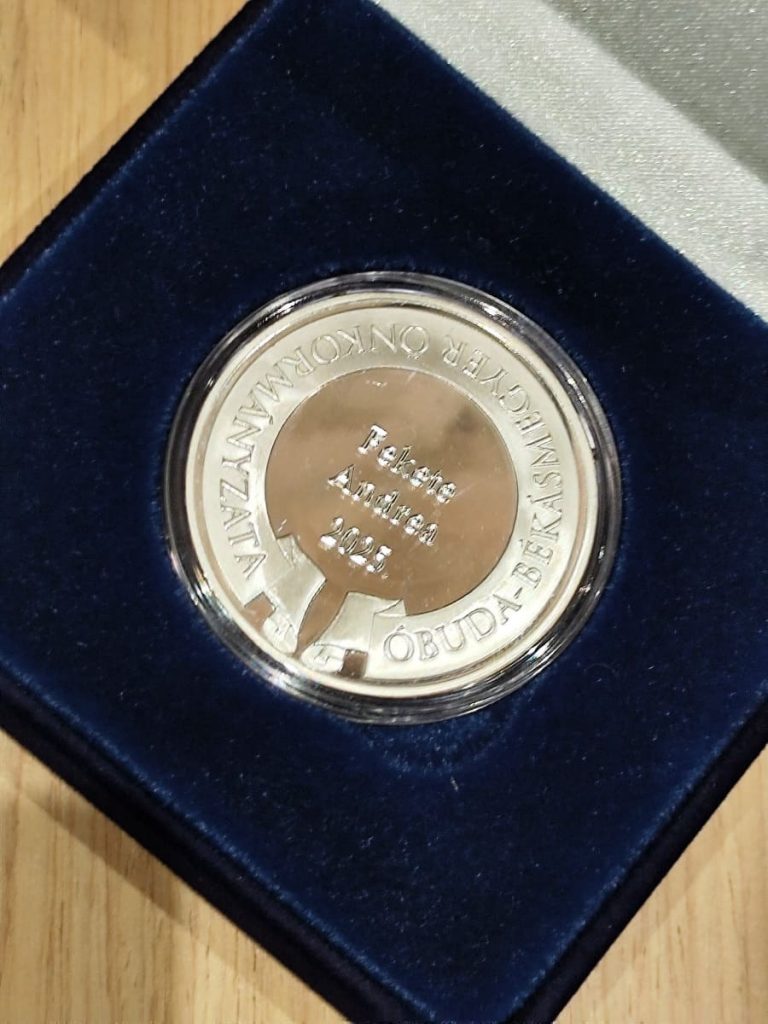 ÓBUDA-BÉKÁSMEGYER ÖNKORMÁNYZATA
Fekete
Andrea
2025